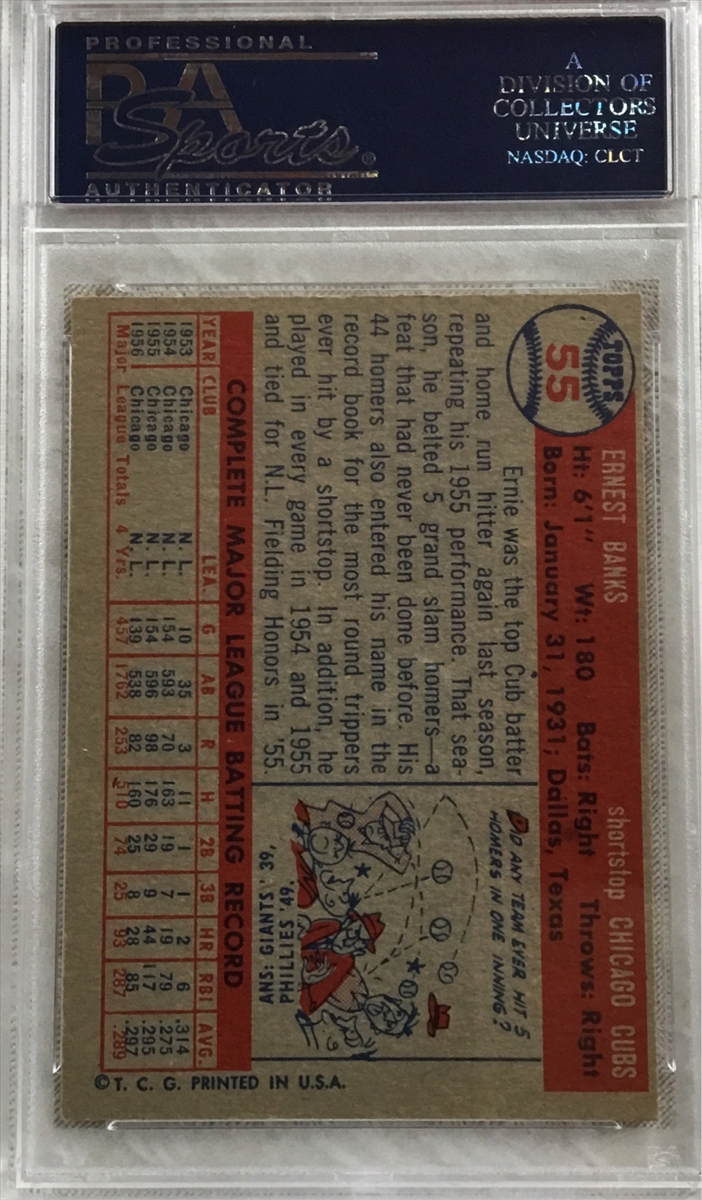 PROFESSIONAL
PSA
Sports®
AUTHENTICATOR
A
DIVISION OF
COLLECTORS
UNIVERSE
NASDAQ: CLCT
TOPPS
55
ERNEST BANKS shortstop CHICAGO CUBS
Ht: 6'1" Wt: 180 Bats: Right Throws: Right
Born: January 31, 1931; Dallas, Texas
Ernie was the top Cub batter
and home run hitter again last season,
repeating his 1955 performance. That sea-
son, he belted 5 grand slam homers—a
feat that had never been done before. His
44 homers also entered his name in the
record book for the most round trippers
ever hit by a shortstop. In addition, he
played in every game in 1954 and 1955
and tied for N.L. Fielding Honors in '55.
DID ANY TEAM EVER HIT 5
HOMERS IN ONE INNING?
ANS: GIANTS '39,
PHILLIES '49.
COMPLETE MAJOR LEAGUE BATTING RECORD
YEAR CLUB LEA. G AB R H 2B 3B HR RBI AVG.
1953 Chicago N. L. 10 35 3 11 1 1 2 6 .314
1954 Chicago N. L. 154 593 70 163 19 7 19 79 .275
1955 Chicago N. L. 154 596 98 176 29 9 44 117 .295
1956 Chicago N. L. 139 538 82 160 25 8 28 85 .297
Major League Totals 4 Yrs. 457 1762 253 510 74 25 93 287 .289
© T. C. G. PRINTED IN U.S.A.